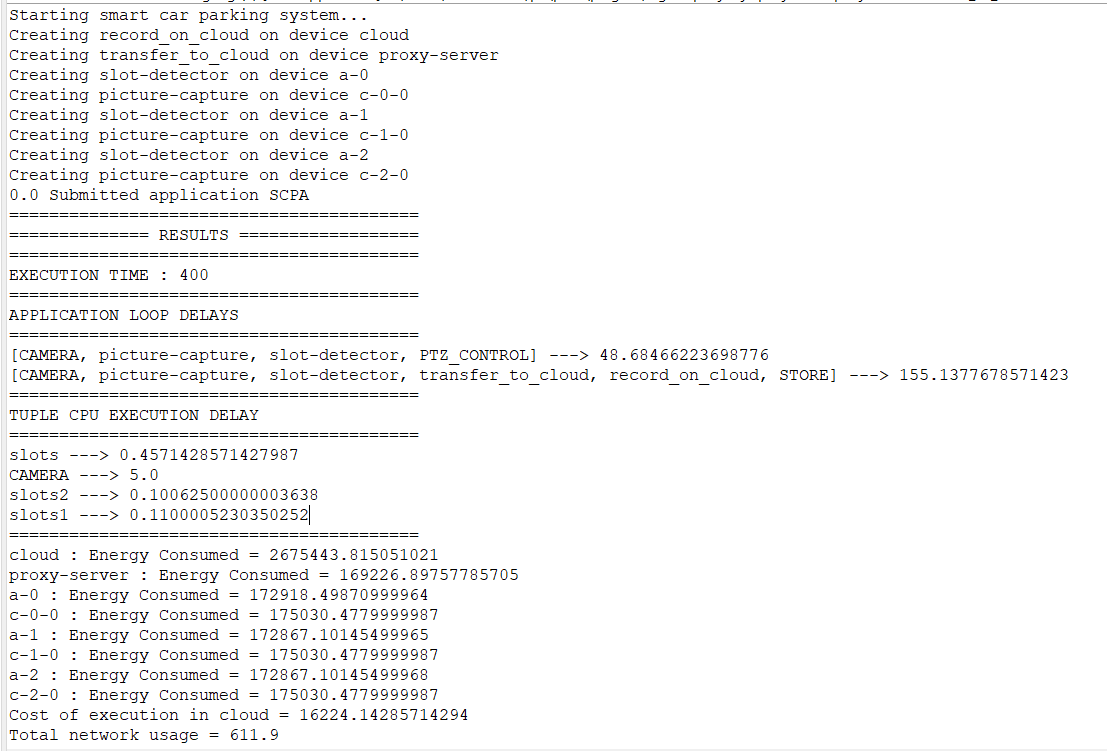 Starting smart car parking system...
Creating record_on_cloud on device cloud
Creating transfer_to_cloud on device proxy-server
Creating slot-detector on device a-0
Creating picture-capture on device c-0-0
Creating slot-detector on device a-1
Creating picture-capture on device c-1-0
Creating slot-detector on device a-2
Creating picture-capture on device c-2-0
0.0 Submitted application SCPA
=========================================
============== RESULTS ==================
=========================================
EXECUTION TIME : 400
=========================================
APPLICATION LOOP DELAYS
=========================================
[CAMERA, picture-capture, slot-detector, PTZ_CONTROL] ---> 48.68466223698776
[CAMERA, picture-capture, slot-detector, transfer_to_cloud, record_on_cloud, STORE] ---> 155.1377678571423
=========================================
TUPLE CPU EXECUTION DELAY
=========================================
slots ---> 0.4571428571427987
CAMERA ---> 5.0
slots2 ---> 0.10062500000003638
slots1 ---> 0.1100005230350252
=========================================
cloud : Energy Consumed = 2675443.815051021
proxy-server : Energy Consumed = 169226.89757785705
a-0 : Energy Consumed = 172918.49870999964
c-0-0 : Energy Consumed = 175030.4779999987
a-1 : Energy Consumed = 172867.10145499965
c-1-0 : Energy Consumed = 175030.4779999987
a-2 : Energy Consumed = 172867.10145499968
c-2-0 : Energy Consumed = 175030.4779999987
Cost of execution in cloud = 16224.14285714294
Total network usage = 611.9